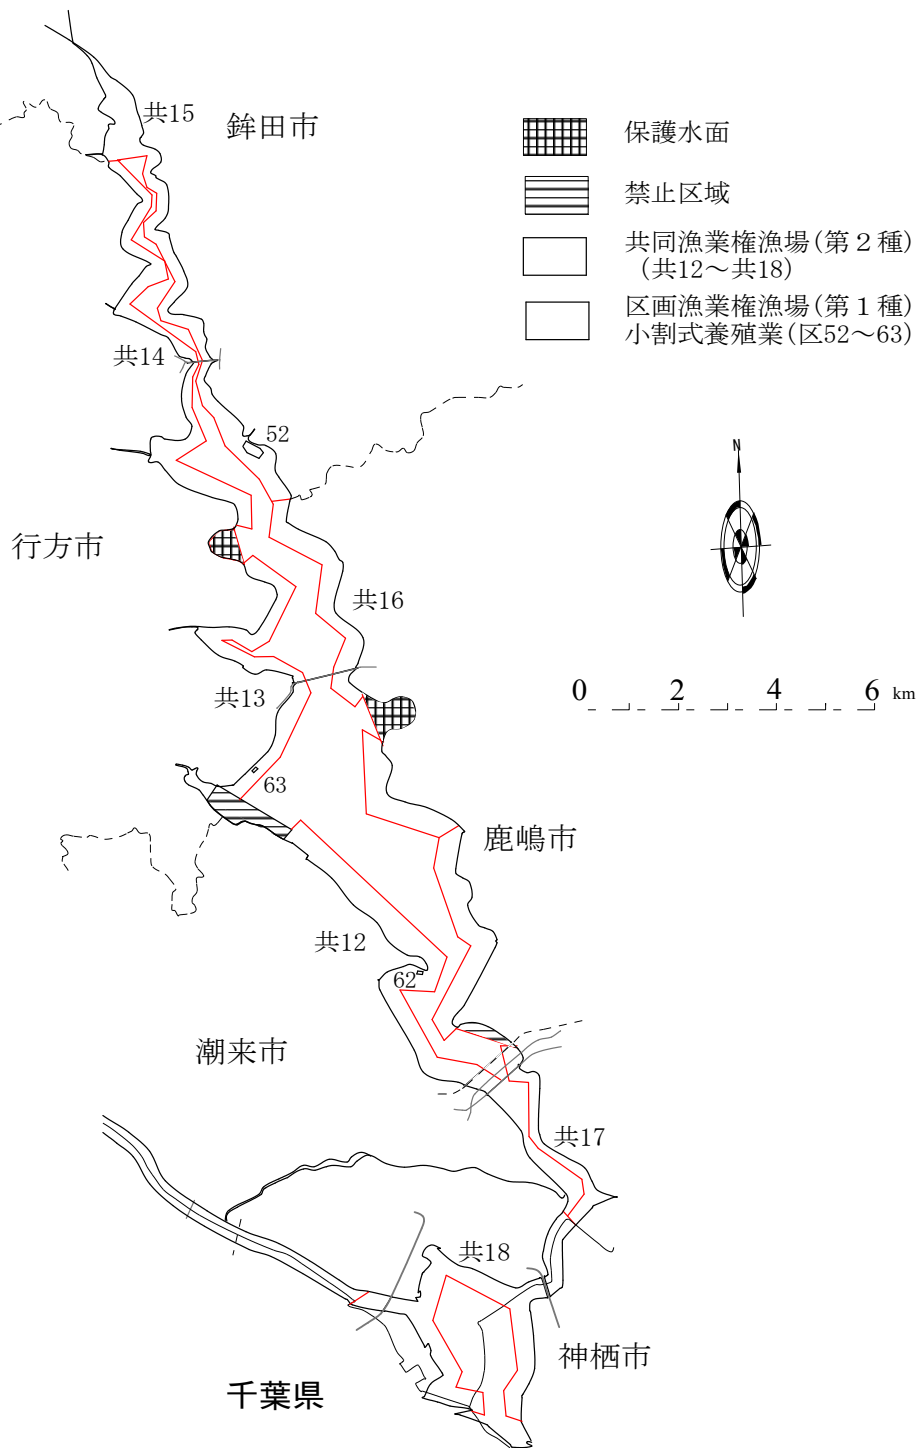 共15
鉾田市
保護水面
禁止区域
共同漁業権漁場(第２種)
(共12～共18)
区画漁業権漁場(第１種)
小割式養殖業(区52～63)
共14
52
N
行方市
共16
共13
0 2 4 6 km
63
鹿嶋市
共12
62
潮来市
共17
共18
神栖市
千葉県